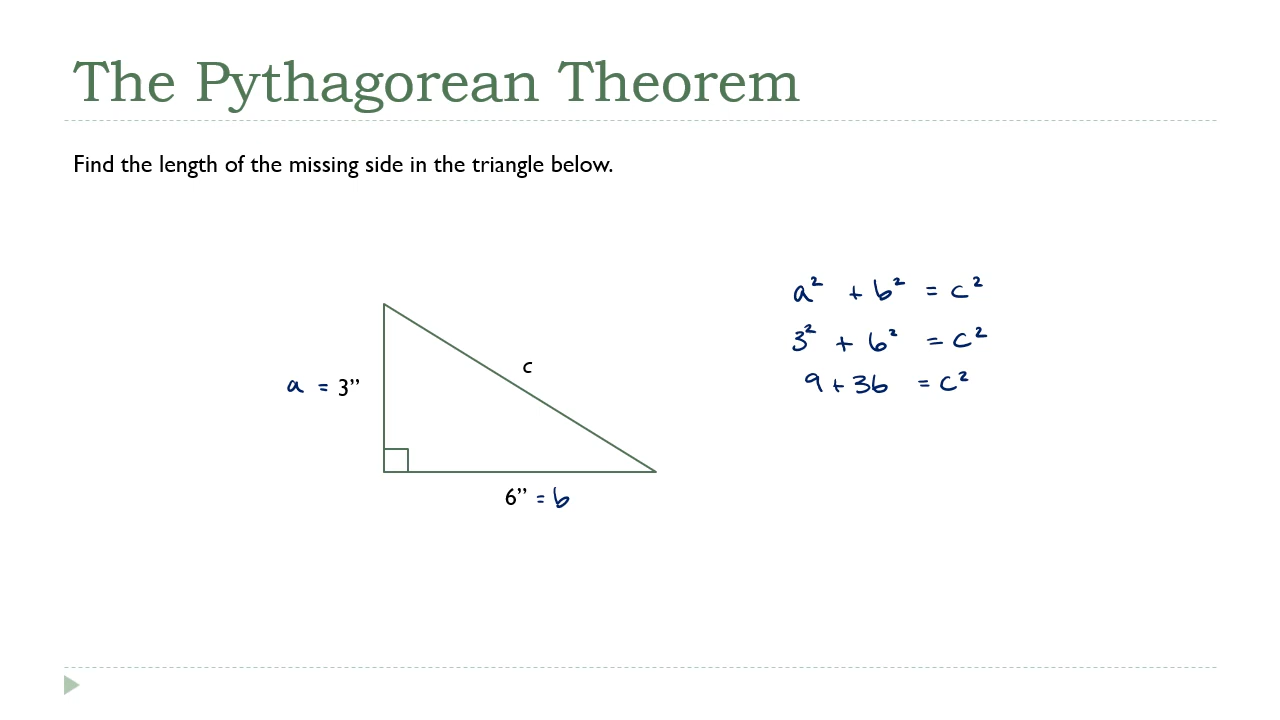 The Pythagorean Theorem
Find the length of the missing side in the triangle below.
a² + b² = c²
3² + 6² = c²
9 + 36 = c²
c
a = 3”
6” = b